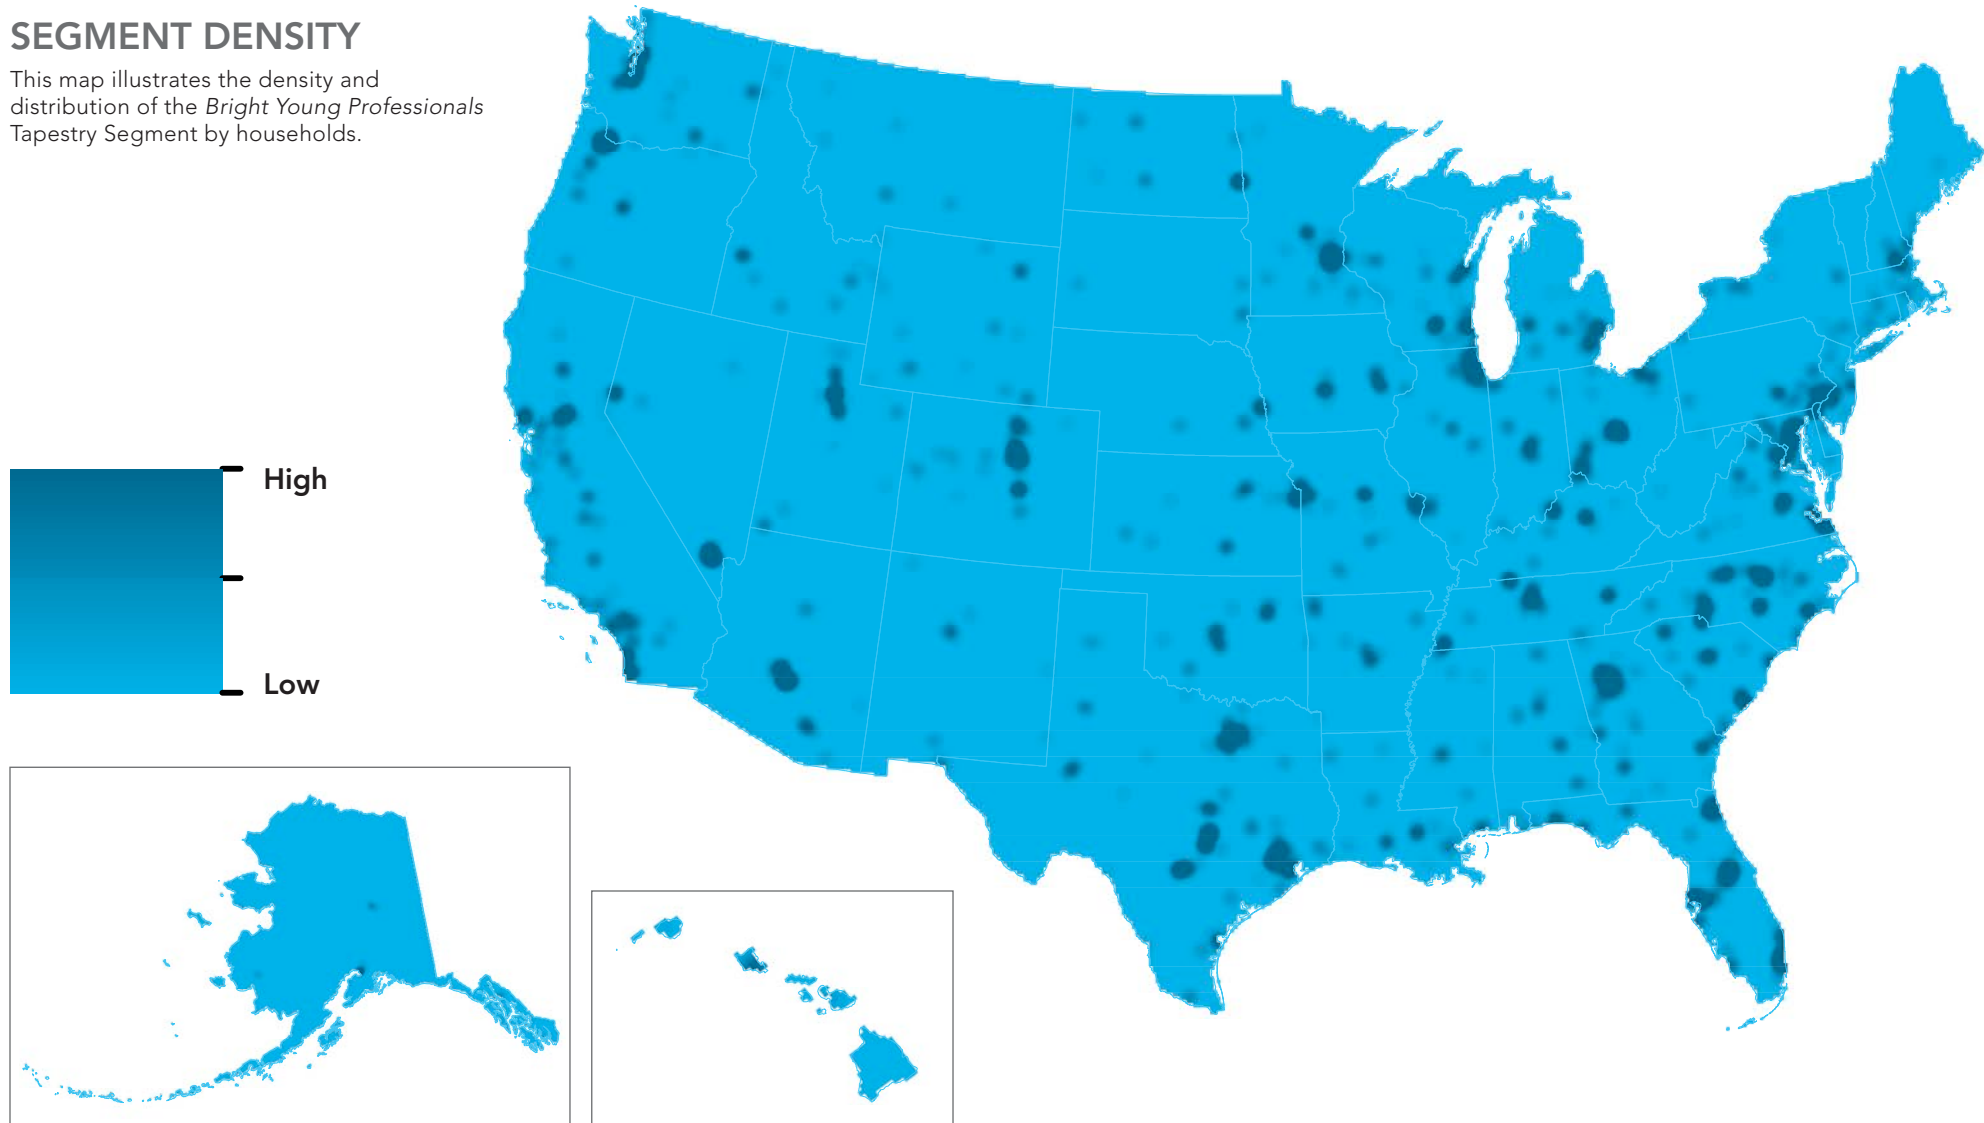 SEGMENT DENSITY
This map illustrates the density and
distribution of the Bright Young Professionals
Tapestry Segment by households.
High
Low